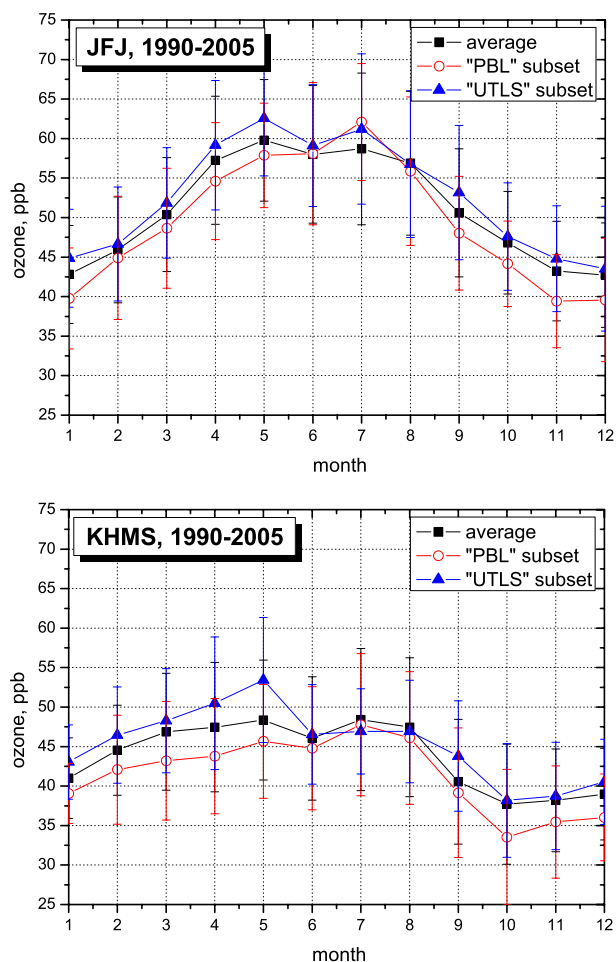 JFJ, 1990-2005
average
"PBL" subset
"UTLS" subset
ozone, ppb
75
70
65
60
55
50
45
40
35
30
25
1 2 3 4 5 6 7 8 9 10 11 12
month
KHMS, 1990-2005
average
"PBL" subset
"UTLS" subset
ozone, ppb
75
70
65
60
55
50
45
40
35
30
25
1 2 3 4 5 6 7 8 9 10 11 12
month